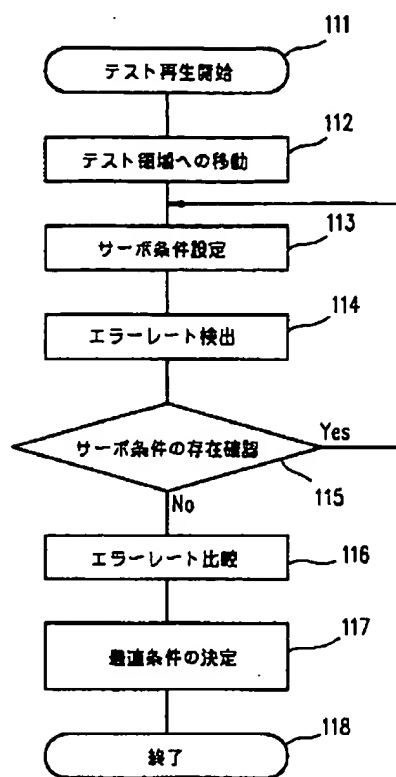 111
テスト再生開始
112
テスト領域への移動
113
サーボ条件設定
114
エラーレート検出
サーボ条件の存在確認
Yes
115
No
エラーレート比較
116
117
最適条件の決定
118
終了